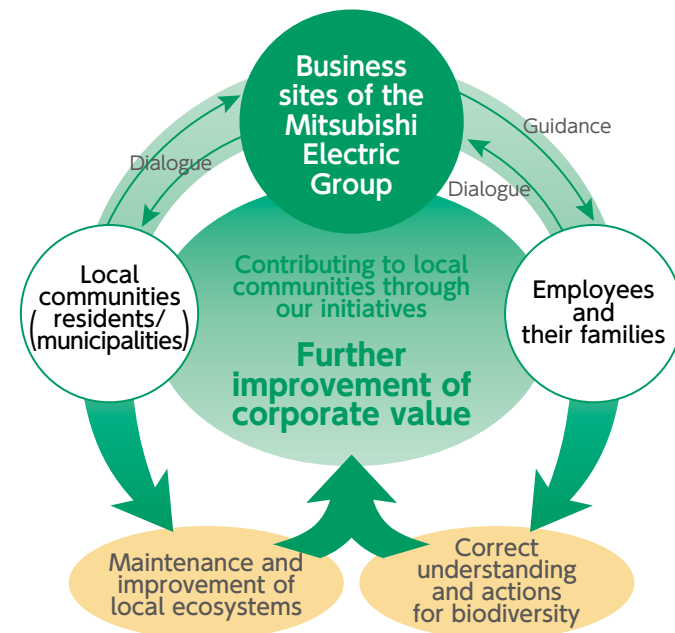 Business
sites of the
Mitsubishi
Electric
Group
Dialogue
Guidance
Dialogue
Local
communities
(residents/
municipalities)
Contributing to local
communities through
our initiatives
Further
improvement of
corporate value
Employees
and
their families
Maintenance and
improvement of
local ecosystems
Correct
understanding
and actions
for biodiversity